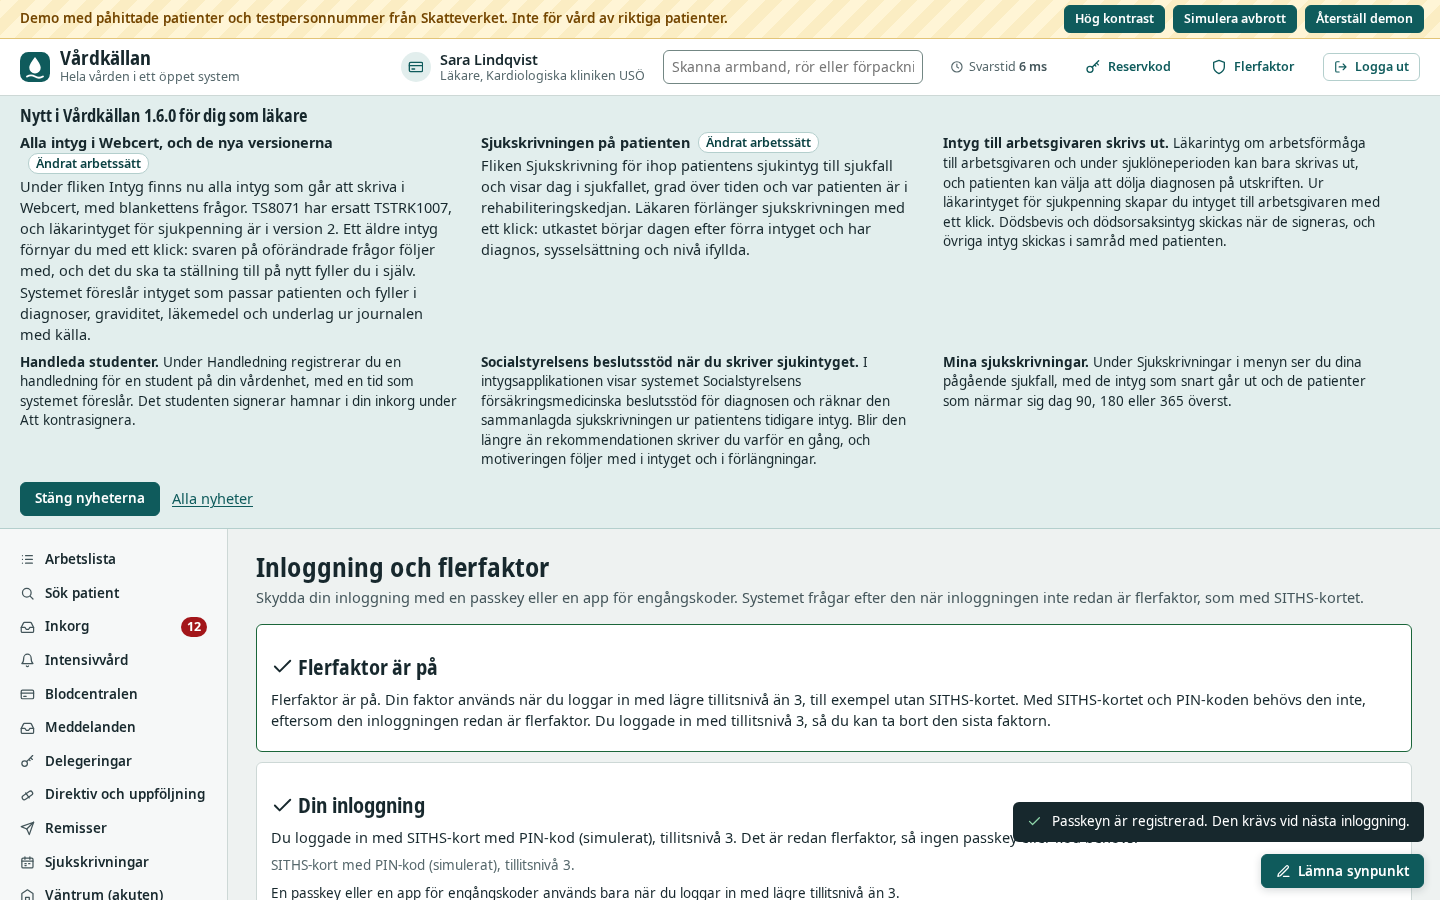 Demo med påhittade patienter och testpersonnummer från Skatteverket. Inte för vård av riktiga patienter.
Hög kontrast
Simulera avbrott
Återställ demon
Vårdkällan
Hela vården i ett öppet system
Sara Lindqvist
Läkare, Kardiologiska kliniken USÖ
Skanna armband, rör eller förpackni
Svarstid 6 ms
Reservkod
Flerfaktor
Logga ut
Nytt i Vårdkällan 1.6.0 för dig som läkare
Alla intyg i Webcert, och de nya versionerna
Ändrat arbetssätt
Under fliken Intyg finns nu alla intyg som går att skriva i
Webcert, med blankettens frågor. TS8071 har ersatt TSTRK1007,
och läkarintyget för sjukpenning är i version 2. Ett äldre intyg
förnyar du med ett klick: svaren på oförändrade frågor följer
med, och det du ska ta ställning till på nytt fyller du i själv.
Systemet föreslår intyget som passar patienten och fyller i
diagnoser, graviditet, läkemedel och underlag ur journalen
med källa.
Sjukskrivningen på patienten
Ändrat arbetssätt
Fliken Sjukskrivning för ihop patientens sjukintyg till sjukfall
och visar dag i sjukfallet, grad över tiden och var patienten är i
rehabiliteringskedjan. Läkaren förlänger sjukskrivningen med
ett klick: utkastet börjar dagen efter förra intyget och har
diagnos, sysselsättning och nivå ifyllda.
Intyg till arbetsgivaren skrivs ut. Läkarintyg om arbetsförmåga
till arbetsgivaren och under sjuklöneperioden kan bara skrivas ut,
och patienten kan välja att dölja diagnosen på utskriften. Ur
läkarintyget för sjukpenning skapar du intyget till arbetsgivaren med
ett klick. Dödsbevis och dödsorsaksintyg skickas när de signeras, och
övriga intyg skickas i samråd med patienten.
Handleda studenter. Under Handledning registrerar du en
handledning för en student på din vårdenhet, med en tid som
systemet föreslår. Det studenten signerar hamnar i din inkorg under
Att kontrasignera.
Socialstyrelsens beslutsstöd när du skriver sjukintyget. I
intygsapplikationen visar systemet Socialstyrelsens
försäkringsmedicinska beslutsstöd för diagnosen och räknar den
sammanlagda sjukskrivningen ur patientens tidigare intyg. Blir den
längre än rekommendationen skriver du varför en gång, och
motiveringen följer med i intyget och i förlängningar.
Mina sjukskrivningar. Under Sjukskrivningar i menyn ser du dina
pågående sjukfall, med de intyg som snart går ut och de patienter
som närmar sig dag 90, 180 eller 365 överst.
Stäng nyheterna
Alla nyheter
Arbetslista
Sök patient
Inkorg
12
Intensivvård
Blodcentralen
Meddelanden
Delegeringar
Direktiv och uppföljning
Remisser
Sjukskrivningar
Väntrum (akuten)
Inloggning och flerfaktor
Skydda din inloggning med en passkey eller en app för engångskoder. Systemet frågar efter den när inloggningen inte redan är flerfaktor, som med SITHS-kortet.
Flerfaktor är på
Flerfaktor är på. Din faktor används när du loggar in med lägre tillitsnivå än 3, till exempel utan SITHS-kortet. Med SITHS-kortet och PIN-koden behövs den inte,
eftersom den inloggningen redan är flerfaktor. Du loggade in med tillitsnivå 3, så du kan ta bort den sista faktorn.
Din inloggning
Du loggade in med SITHS-kort med PIN-kod (simulerat), tillitsnivå 3. Det är redan flerfaktor, så ingen passkey
SITHS-kort med PIN-kod (simulerat), tillitsnivå 3.
En passkey eller en app för engångskoder används bara när du loggar in med lägre tillitsnivå än 3.
Passkeyn är registrerad. Den krävs vid nästa inloggning.
Lämna synpunkt